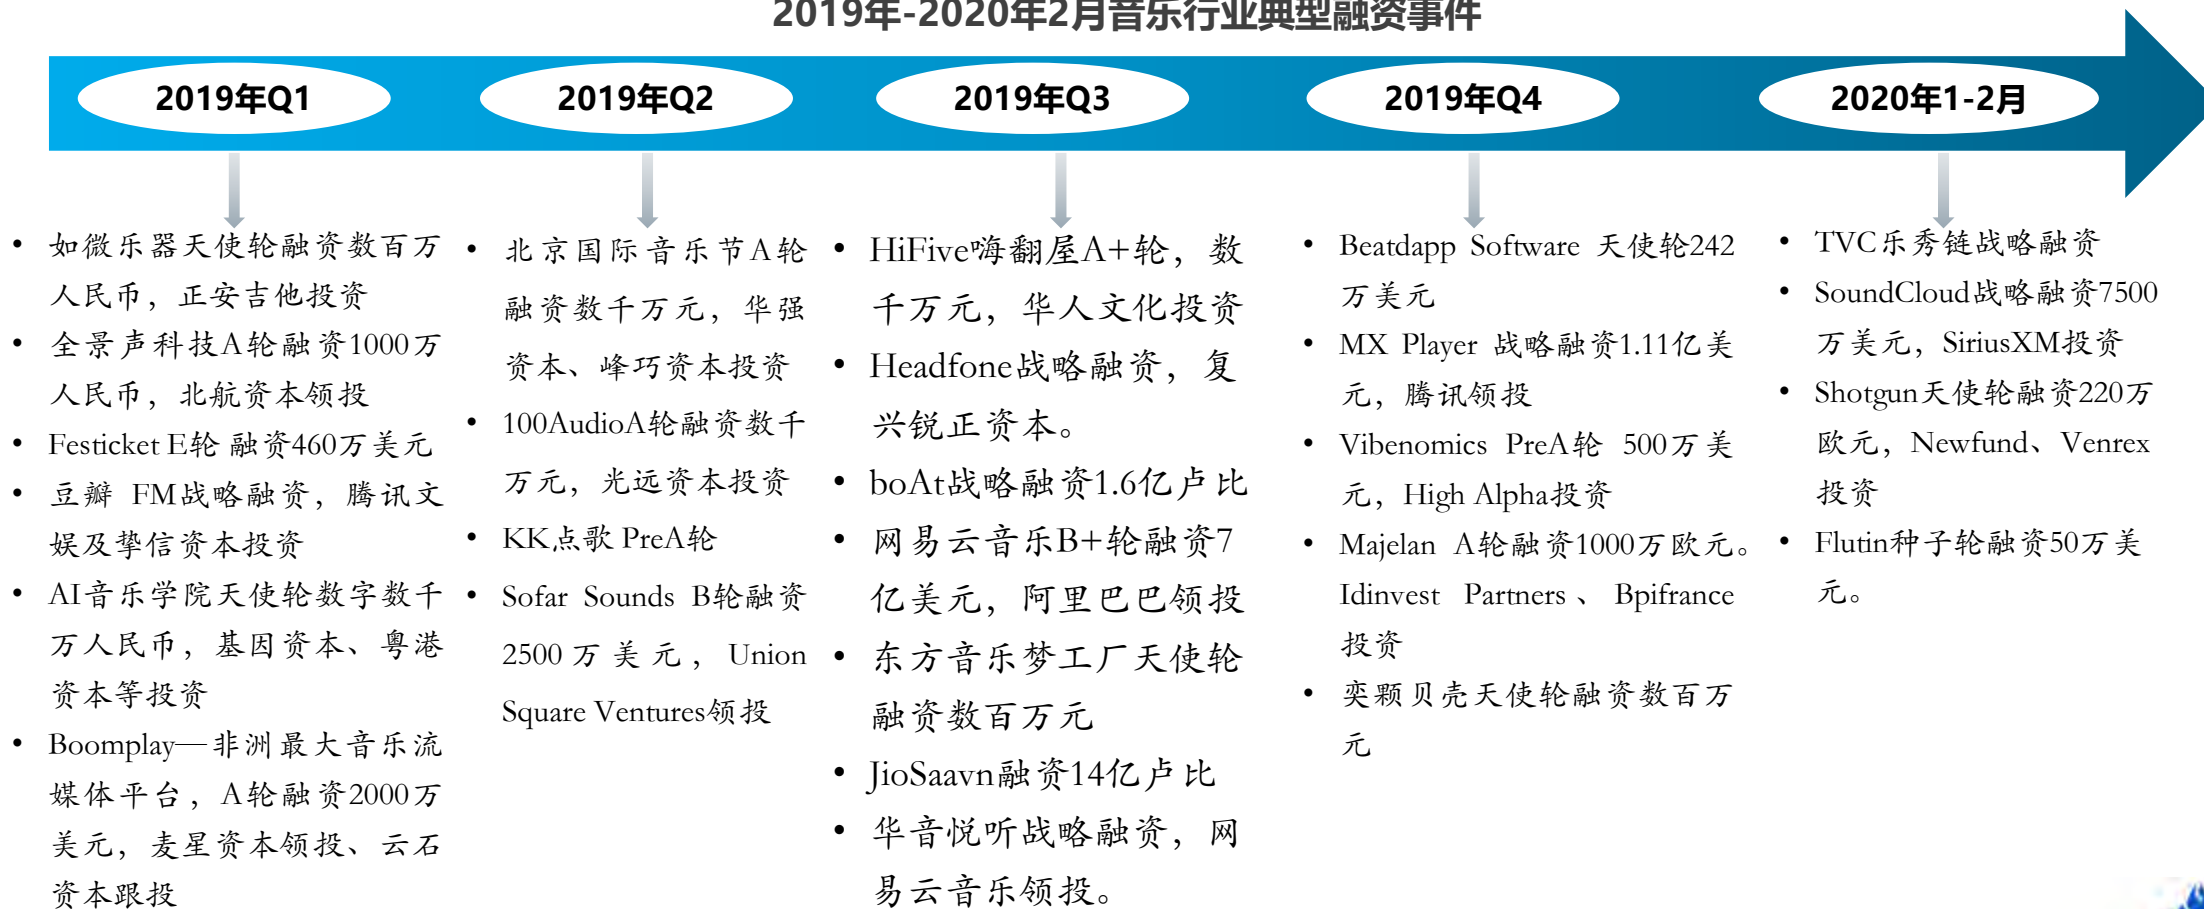 2019年-2020年2月音乐行业典型融资事件
2019年Q1
2019年Q2
2019年Q3
2019年Q4
2020年1-2月
• 如微乐器天使轮融资数百万
人民币，正安吉他投资
• 全景声科技A轮融资1000万
人民币，北航资本领投
• Festicket E轮 融资460万美元
• 豆瓣 FM战略融资，腾讯文
娱及挚信资本投资
• AI音乐学院天使轮数字数千
万人民币，基因资本、粤港
资本等投资
• Boomplay—非洲最大音乐流
媒体平台，A轮融资2000万
美元，麦星资本领投、云石
资本跟投
• 北京国际音乐节A轮
融资数千万元，华强
资本、峰巧资本投资
• 100AudioA轮融资数千
万元，光远资本投资
• KK点歌 PreA轮
• Sofar Sounds B轮融资
2500万美元，Union
Square Ventures领投
• HiFive嗨翻屋A+轮，数
千万元，华人文化投资
• Headfone战略融资，复
兴锐正资本。
• boAt战略融资1.6亿卢比
• 网易云音乐B+轮融资7
亿美元，阿里巴巴领投
• 东方音乐梦工厂天使轮
融资数百万元
• JioSaavn融资14亿卢比
• 华音悦听战略融资，网
易云音乐领投。
• Beatdapp Software 天使轮242
万美元
• MX Player 战略融资1.11亿美
元，腾讯领投
• Vibenomics PreA轮 500万美
元，High Alpha投资
• Majelan A轮融资1000万欧元。
Idinvest Partners、Bpifrance
投资
• 奕颗贝壳天使轮融资数百万
元
• TVC乐秀链战略融资
• SoundCloud战略融资7500
万美元，SiriusXM投资
• Shotgun天使轮融资220万
欧元，Newfund、Venrex
投资
• Flutin种子轮融资50万美
元。